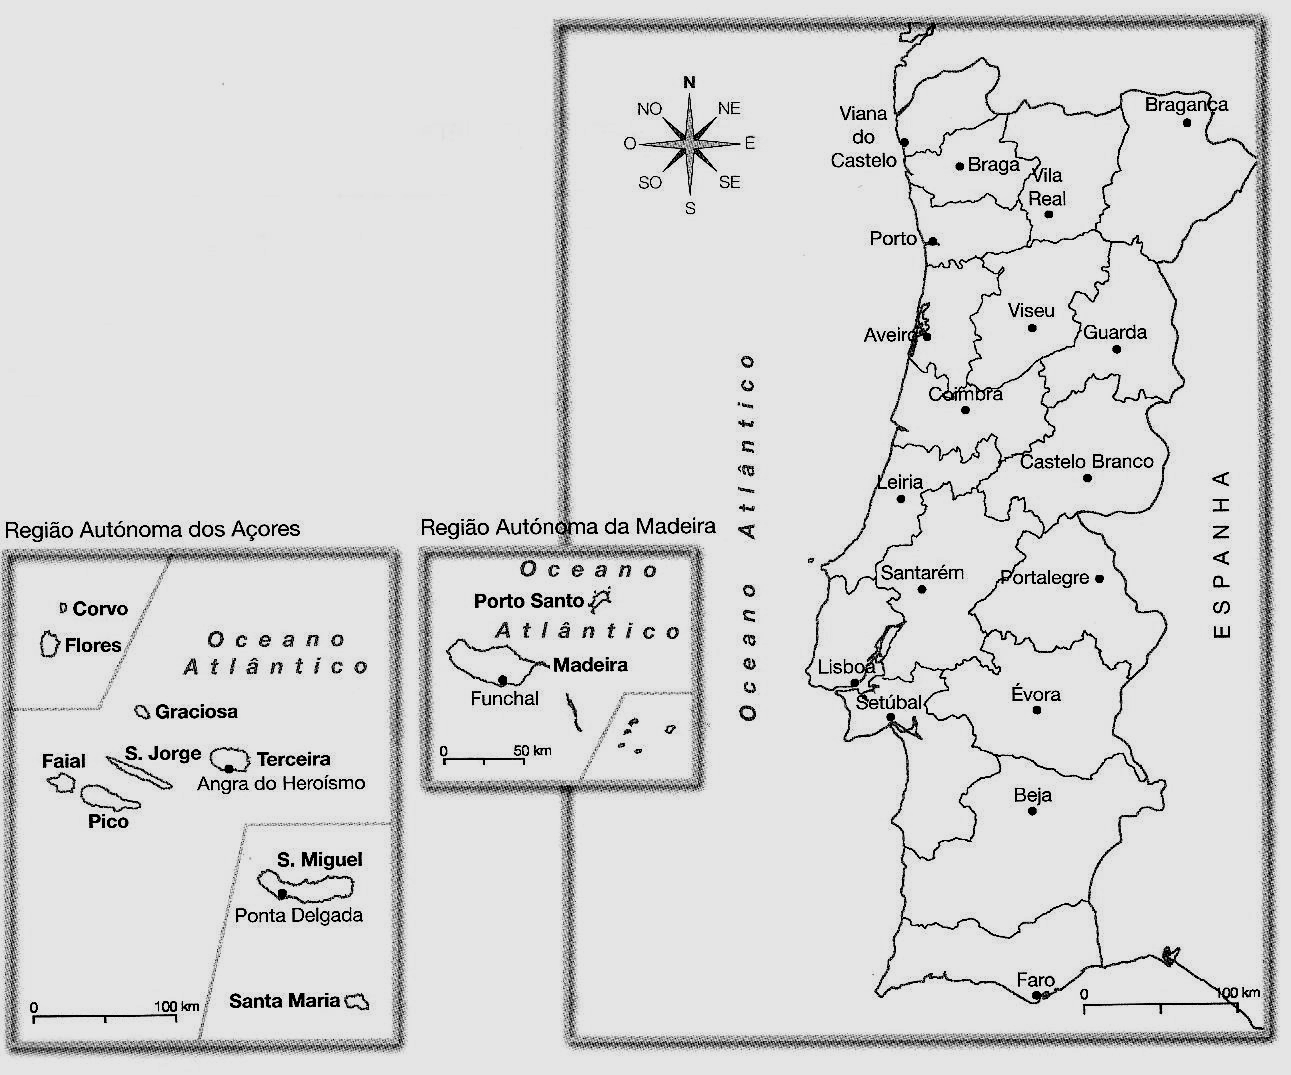 N
NO NE
O E
SO SE
S
Viana
do
Castelo
Braga
Bragança
Vila
Real
Porto
Viseu
Aveiro
Guarda
Coimbra
Castelo Branco
Leiria
Santarém
Portalegre
Lisboa
Setúbal
Évora
Beja
Faro
0 100 km
Oceano Atlântico
ESPANHA
Região Autónoma dos Açores
Corvo
Flores
Oceano
Atlântico
Graciosa
Faial
S. Jorge
Terceira
Angra do Heroísmo
Pico
S. Miguel
Ponta Delgada
Santa Maria
0 100 km
Região Autónoma da Madeira
Oceano
Porto Santo
Atlântico
Madeira
Funchal
0 50 km